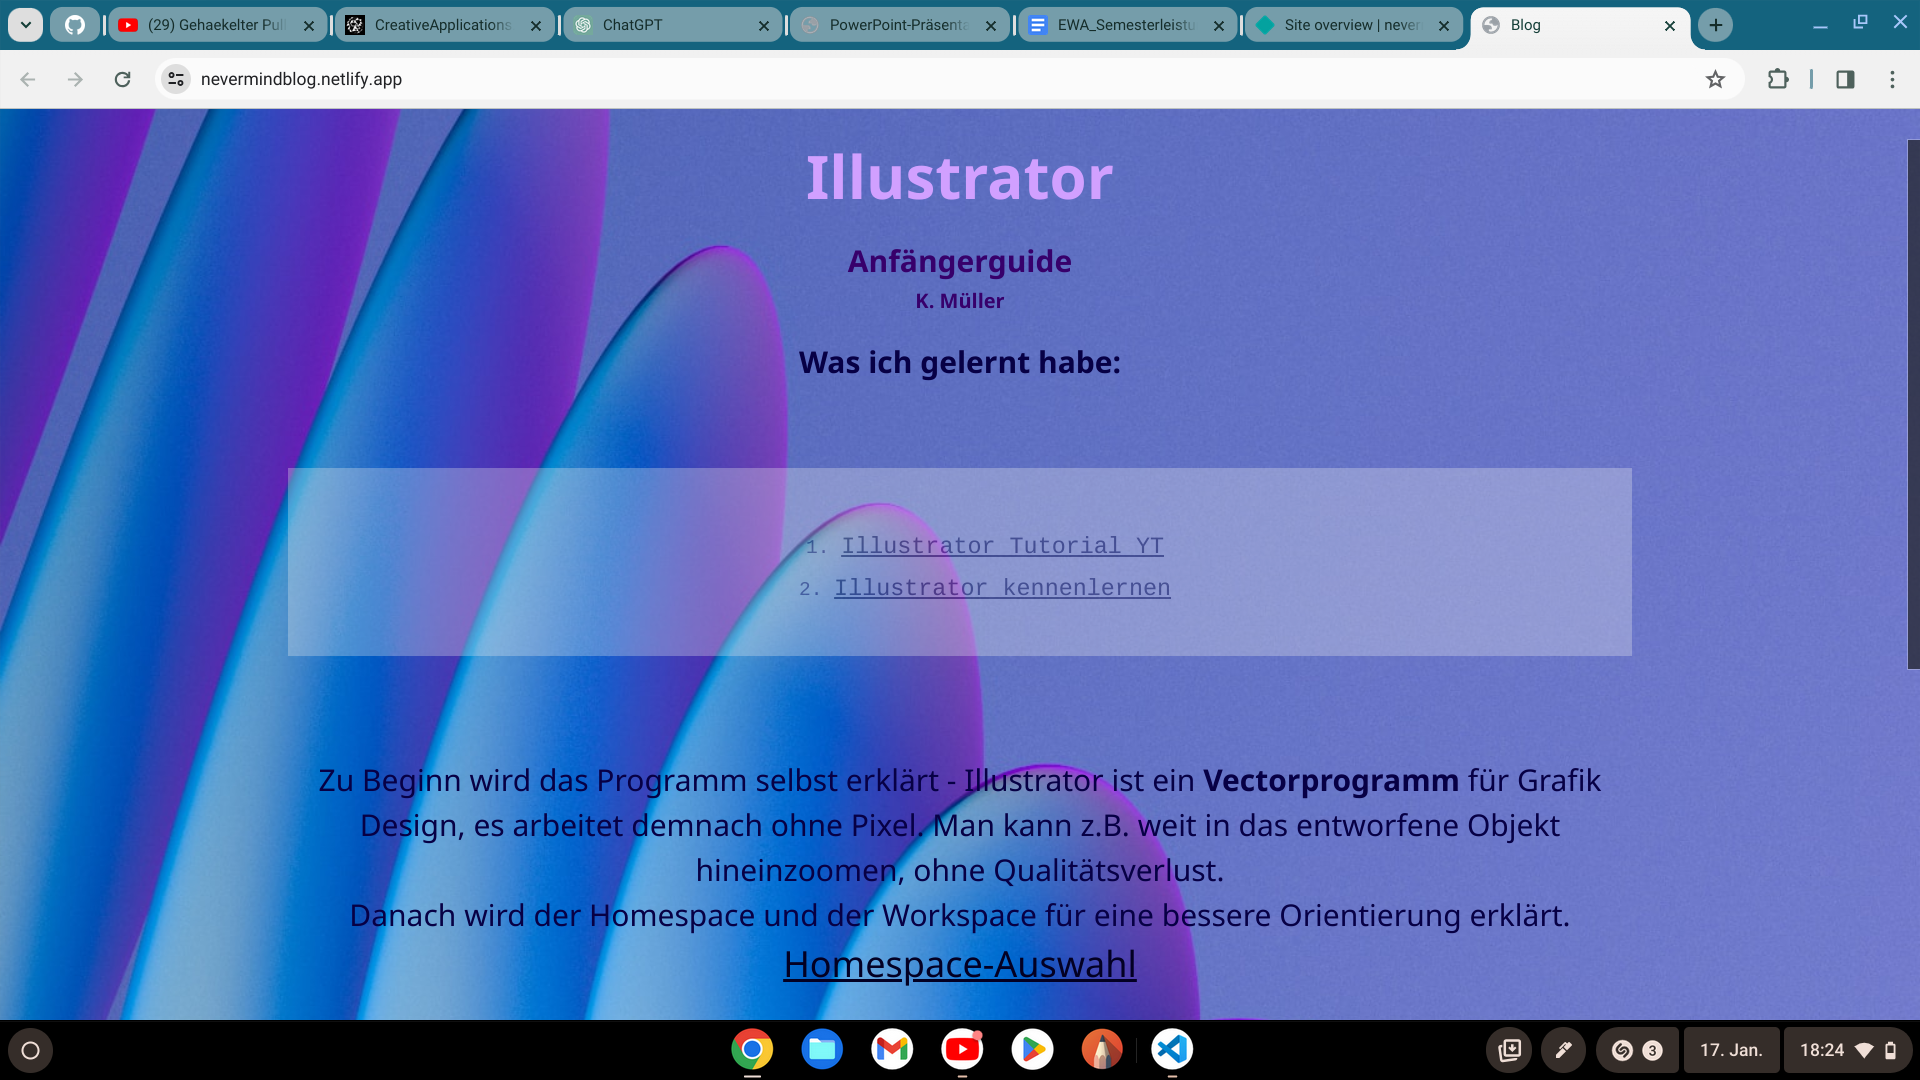 (29) Gehaekelter Pull
CreativeApplications
ChatGPT
PowerPoint-Präsenta
EWA_Semesterleistu
Site overview | never
Blog
nevermindblog.netlify.app
Illustrator
Anfängerguide
K. Müller
Was ich gelernt habe:
1. Illustrator Tutorial YT
2. Illustrator kennenlernen
Zu Beginn wird das Programm selbst erklärt - Illustrator ist ein Vectorprogramm für Grafik
Design, es arbeitet demnach ohne Pixel. Man kann z.B. weit in das entworfene Objekt
hineinzoomen, ohne Qualitätsverlust.
Danach wird der Homespace und der Workspace für eine bessere Orientierung erklärt.
Homespace-Auswahl
3
17. Jan.
18:24